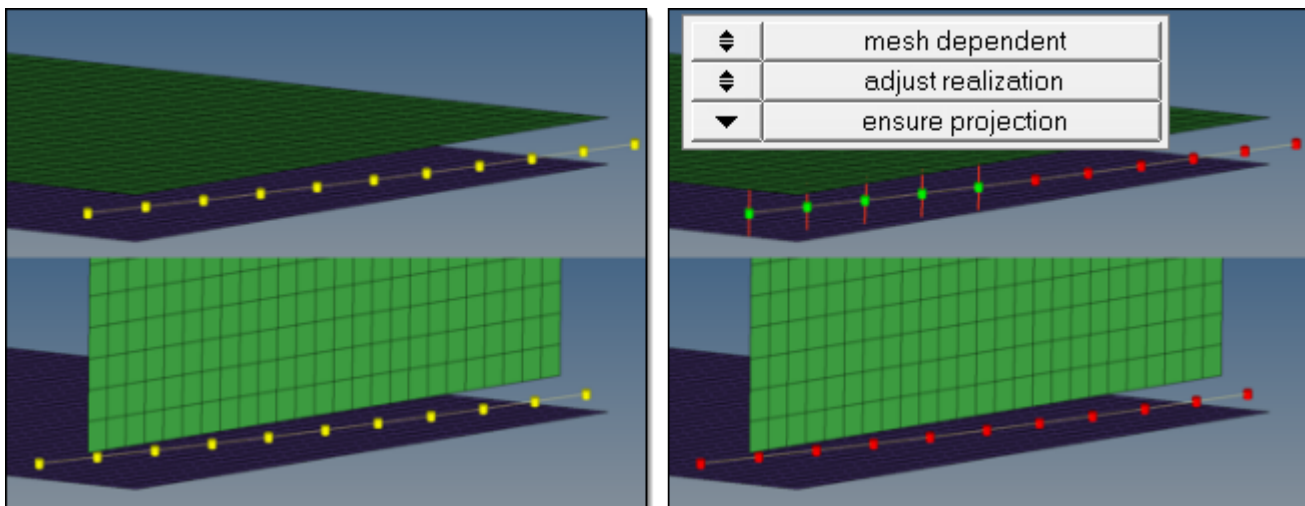 mesh dependent
adjust realization
ensure projection